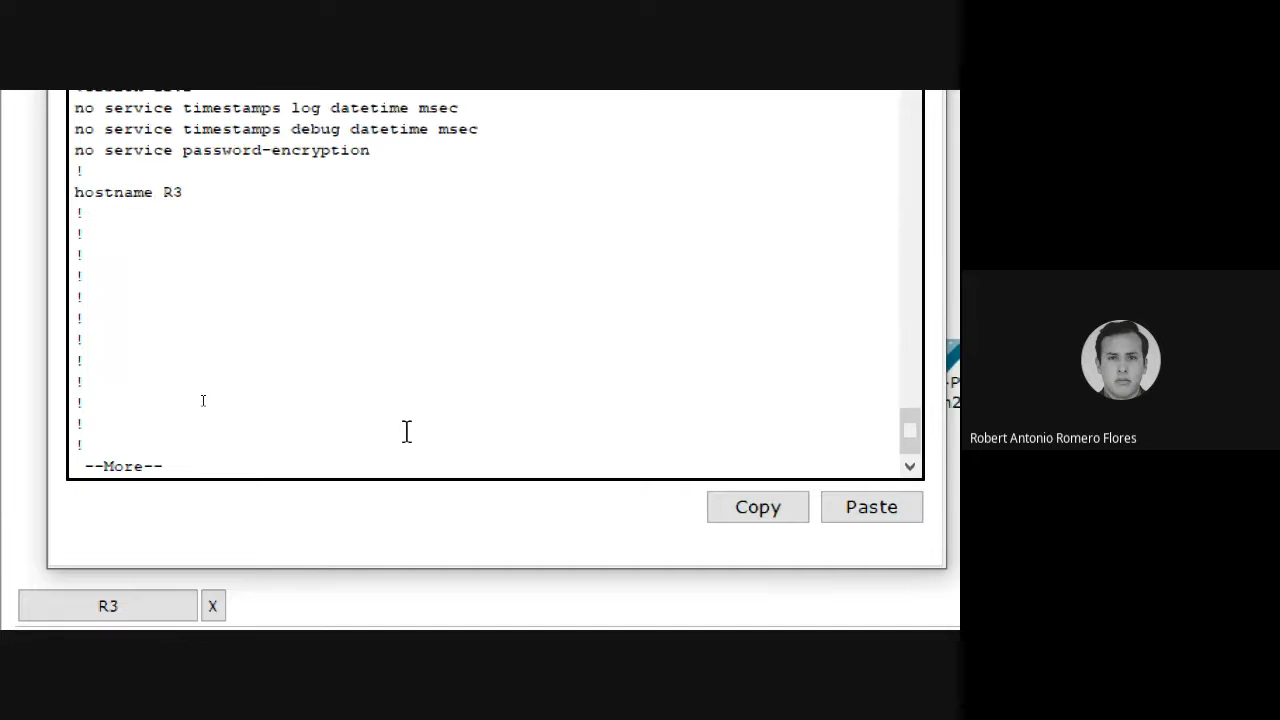 no service timestamps log datetime msec
no service timestamps debug datetime msec
no service password-encryption
!
hostname R3
!
!
!
!
!
!
!
!
!
!
!
!
--More--
Copy
Paste
R3
X
Robert Antonio Romero Flores